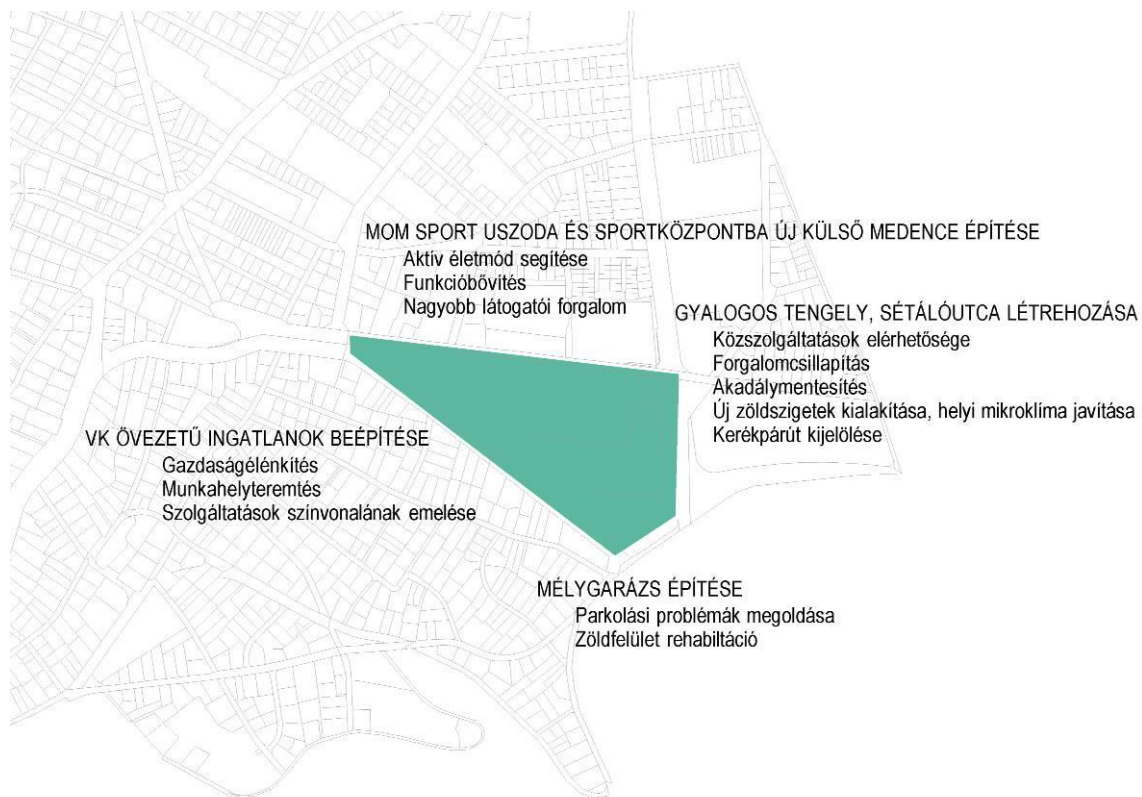 MOM SPORT USZODA ÉS SPORTKÖZPONTBA ÚJ KÜLSŐ MEDENCE ÉPÍTÉSE
Aktív életmód segítése
Funkcióbővítés
Nagyobb látogatói forgalom
GYALOGOS TENGELY, SÉTÁLÓUTCA LÉTREHOZÁSA
Közszolgáltatások elérhetősége
Forgalomcsillapítás
Akadálymentesítés
Új zöldszigetek kialakítása, helyi mikroklíma javítása
Kerékpárút kijelölése
VK ÖVEZETŰ INGATLANOK BEÉPÍTÉSE
Gazdaságélénkítés
Munkahelyteremtés
Szolgáltatások színvonalának emelése
MÉLYGARÁZS ÉPÍTÉSE
Parkolási problémák megoldása
Zöldfelület rehabiltáció